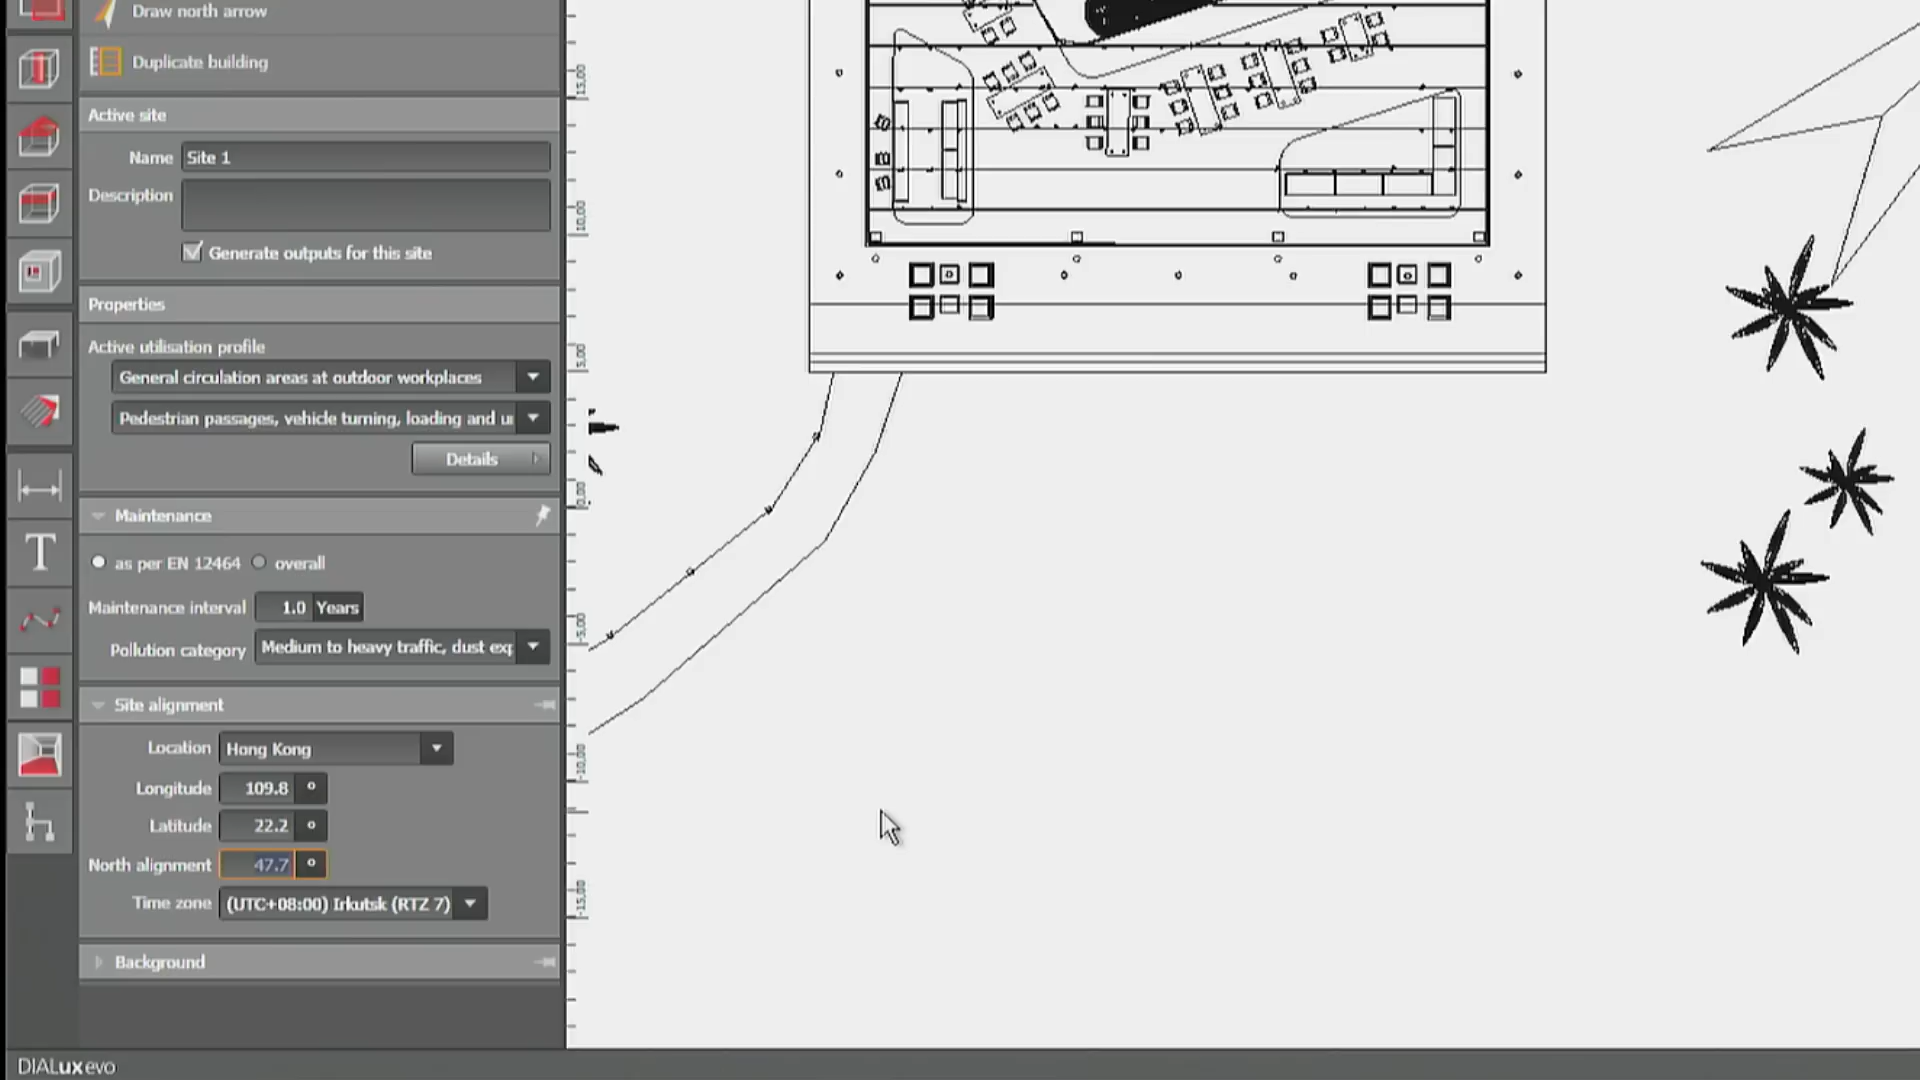 Draw north arrow
Duplicate building
Active site
Name Site 1
Description
Generate outputs for this site
Properties
Active utilisation profile
General circulation areas at outdoor workplaces
Pedestrian passages, vehicle turning, loading and u
Details
Maintenance
as per EN 12464 overall
Maintenance interval 1.0 Years
Pollution category Medium to heavy traffic, dust exp
Site alignment
Location Hong Kong
Longitude 109.8 °
Latitude 22.2 °
North alignment 47.7 °
Time zone (UTC+08:00) Irkutsk (RTZ 7)
Background
DIALux evo
15,00
10,00
5,00
0,00
-5,00
-10,00
-15,00
T